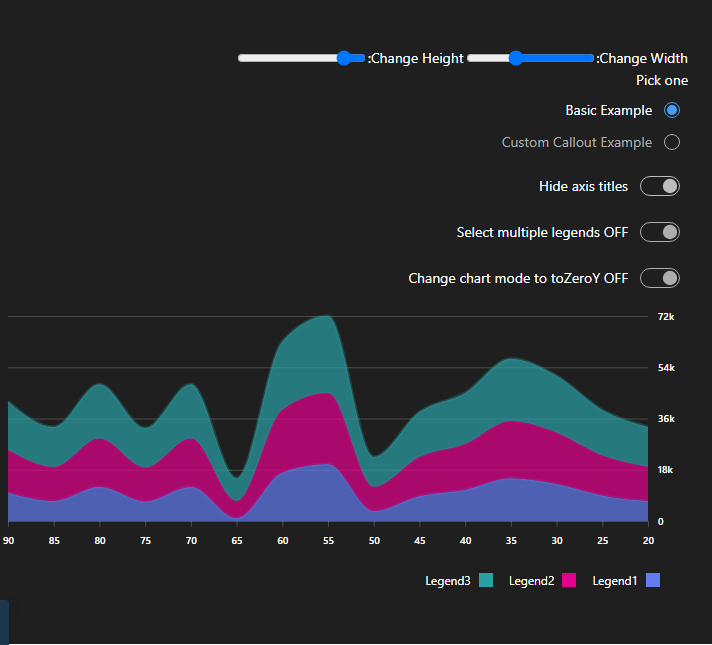 :Change Height :Change Width
Pick one
Basic Example
Custom Callout Example
Hide axis titles
Select multiple legends OFF
Change chart mode to toZeroY OFF
72k
54k
36k
18k
0
90 85 80 75 70 65 60 55 50 45 40 35 30 25 20
Legend3 Legend2 Legend1